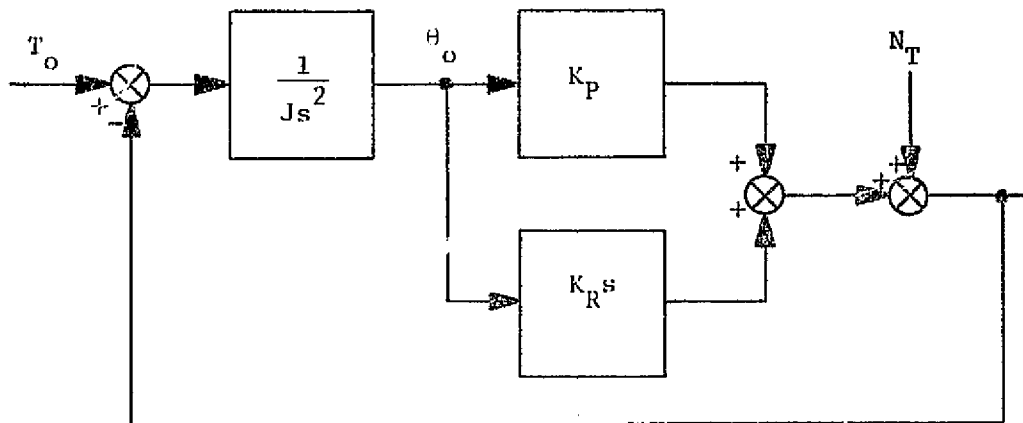 T_o
+
-
1
Js^2
θ_o
K_P
K_R s
+
+
+
+
N_T